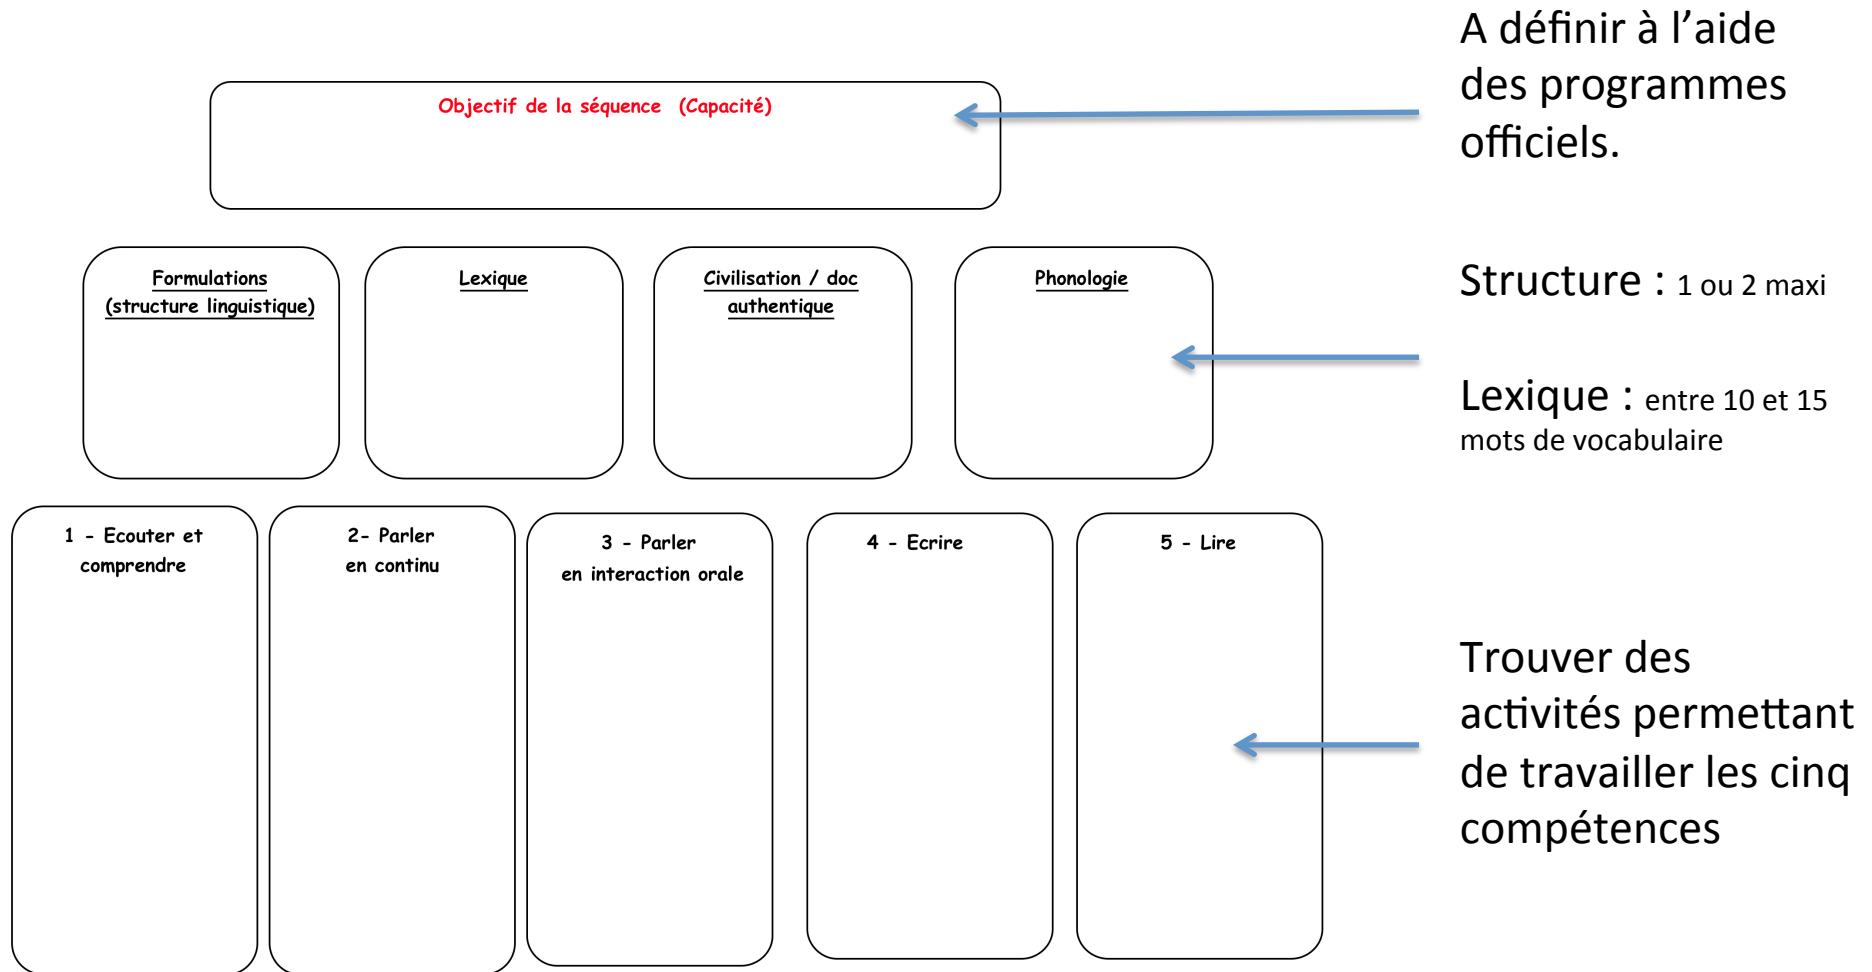 A définir à l’aide
des programmes
officiels.
Objectif de la séquence (Capacité)
Formulations
(structure linguistique)
Lexique
Civilisation / doc
authentique
Phonologie
Structure : 1 ou 2 maxi
Lexique : entre 10 et 15
mots de vocabulaire
1 - Ecouter et
comprendre
2- Parler
en continu
3 - Parler
en interaction orale
4 - Ecrire
5 - Lire
Trouver des
activités permettant
de travailler les cinq
compétences